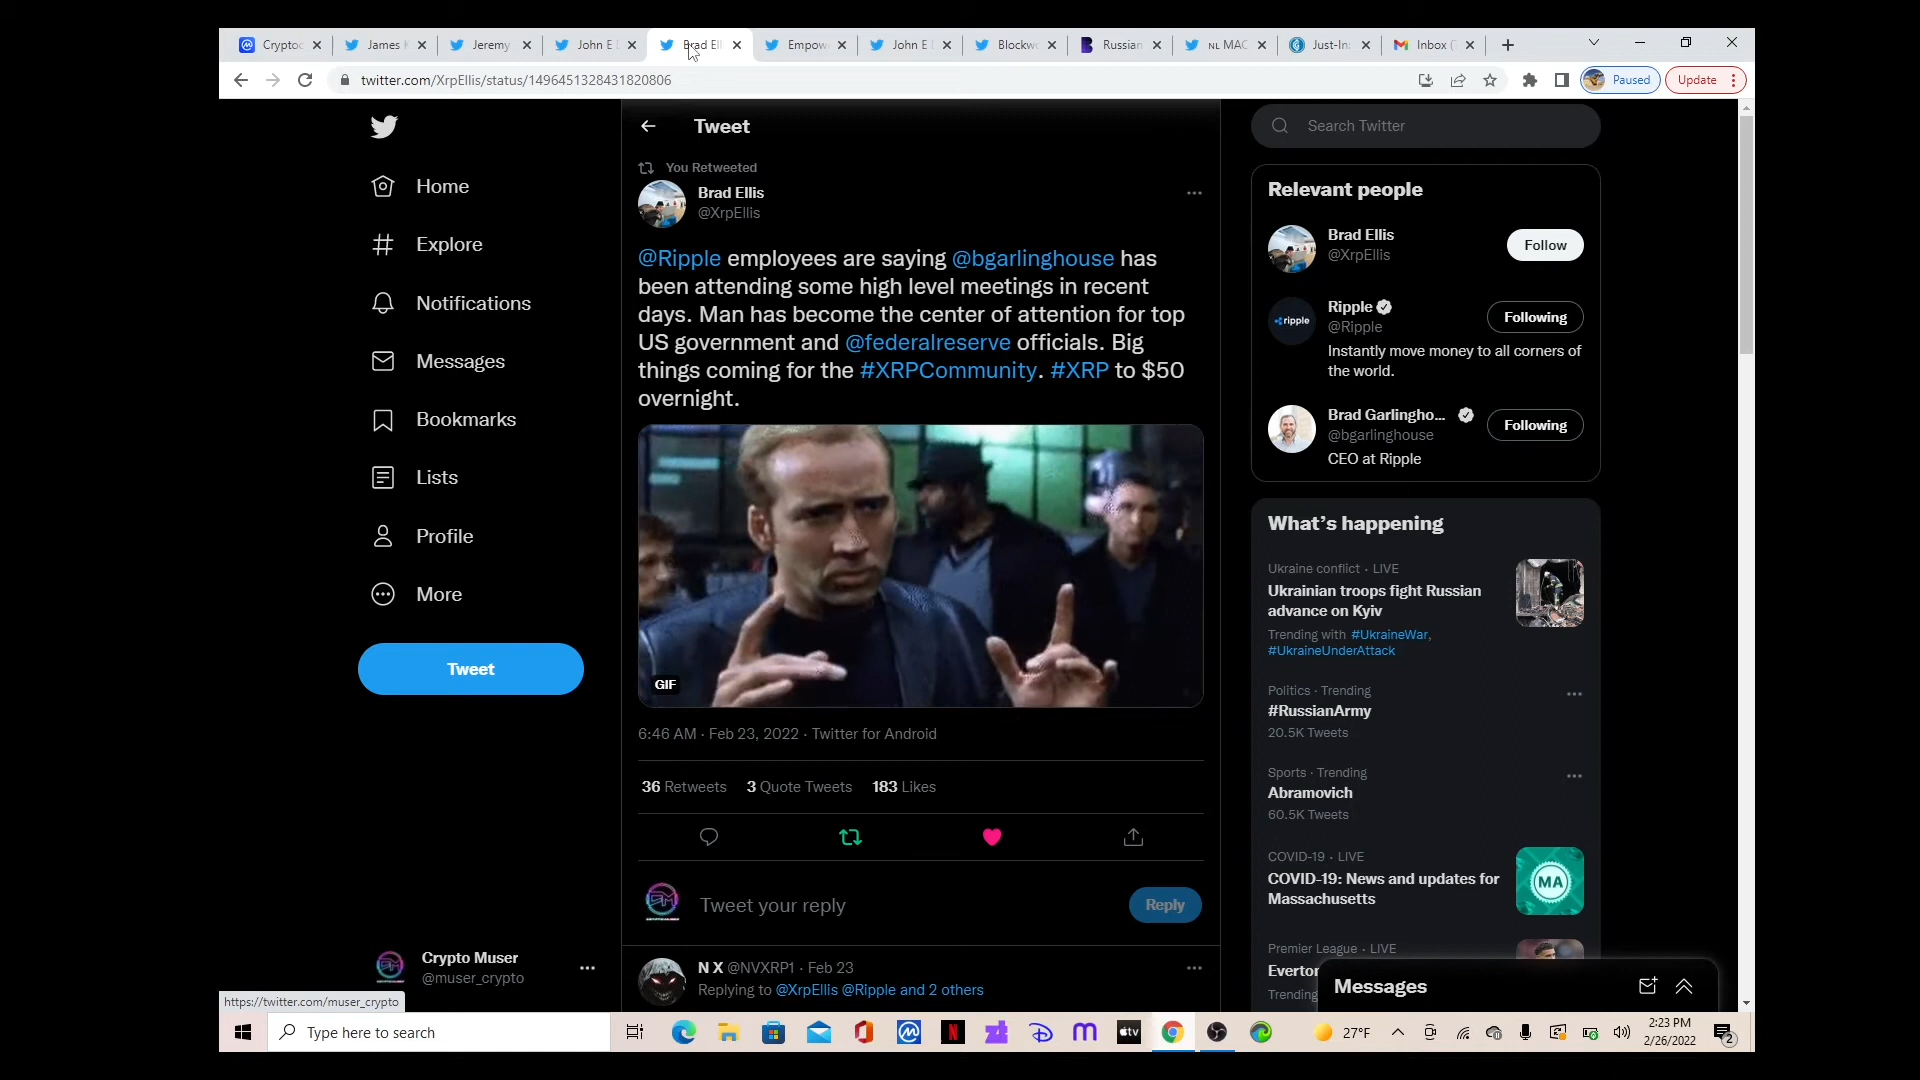 Cryptoc
James K
Jeremy
John E D
Brad Elli
Empow
John E D
Blockwo
Russian
NL MAC
Just-In
Inbox (
twitter.com/XrpEllis/status/1496451328431820806
Paused
Update
Tweet
Search Twitter
Home
Explore
Notifications
Messages
Bookmarks
Lists
Profile
More
Tweet
Crypto Muser
@muser_crypto
https://twitter.com/muser_crypto
You Retweeted
Brad Ellis
@XrpEllis
@Ripple employees are saying @bgarlinghouse has
been attending some high level meetings in recent
days. Man has become the center of attention for top
US government and @federalreserve officials. Big
things coming for the #XRPCommunity. #XRP to $50
overnight.
GIF
6:46 AM · Feb 23, 2022 · Twitter for Android
36 Retweets 3 Quote Tweets 183 Likes
Tweet your reply
Reply
N X @NVXRP1 · Feb 23
Replying to @XrpEllis @Ripple and 2 others
Relevant people
Brad Ellis
@XrpEllis
Follow
Ripple
@Ripple
Following
Instantly move money to all corners of
the world.
ripple
Brad Garlingho...
@bgarlinghouse
Following
CEO at Ripple
What's happening
Ukraine conflict · LIVE
Ukrainian troops fight Russian
advance on Kyiv
Trending with #UkraineWar,
#UkraineUnderAttack
Politics · Trending
#RussianArmy
20.5K Tweets
Sports · Trending
Abramovich
60.5K Tweets
COVID-19 · LIVE
COVID-19: News and updates for
Massachusetts
MA
Premier League · LIVE
Everton
Trending
Messages
Type here to search
tv
27°F
2:23 PM
2/26/2022
2